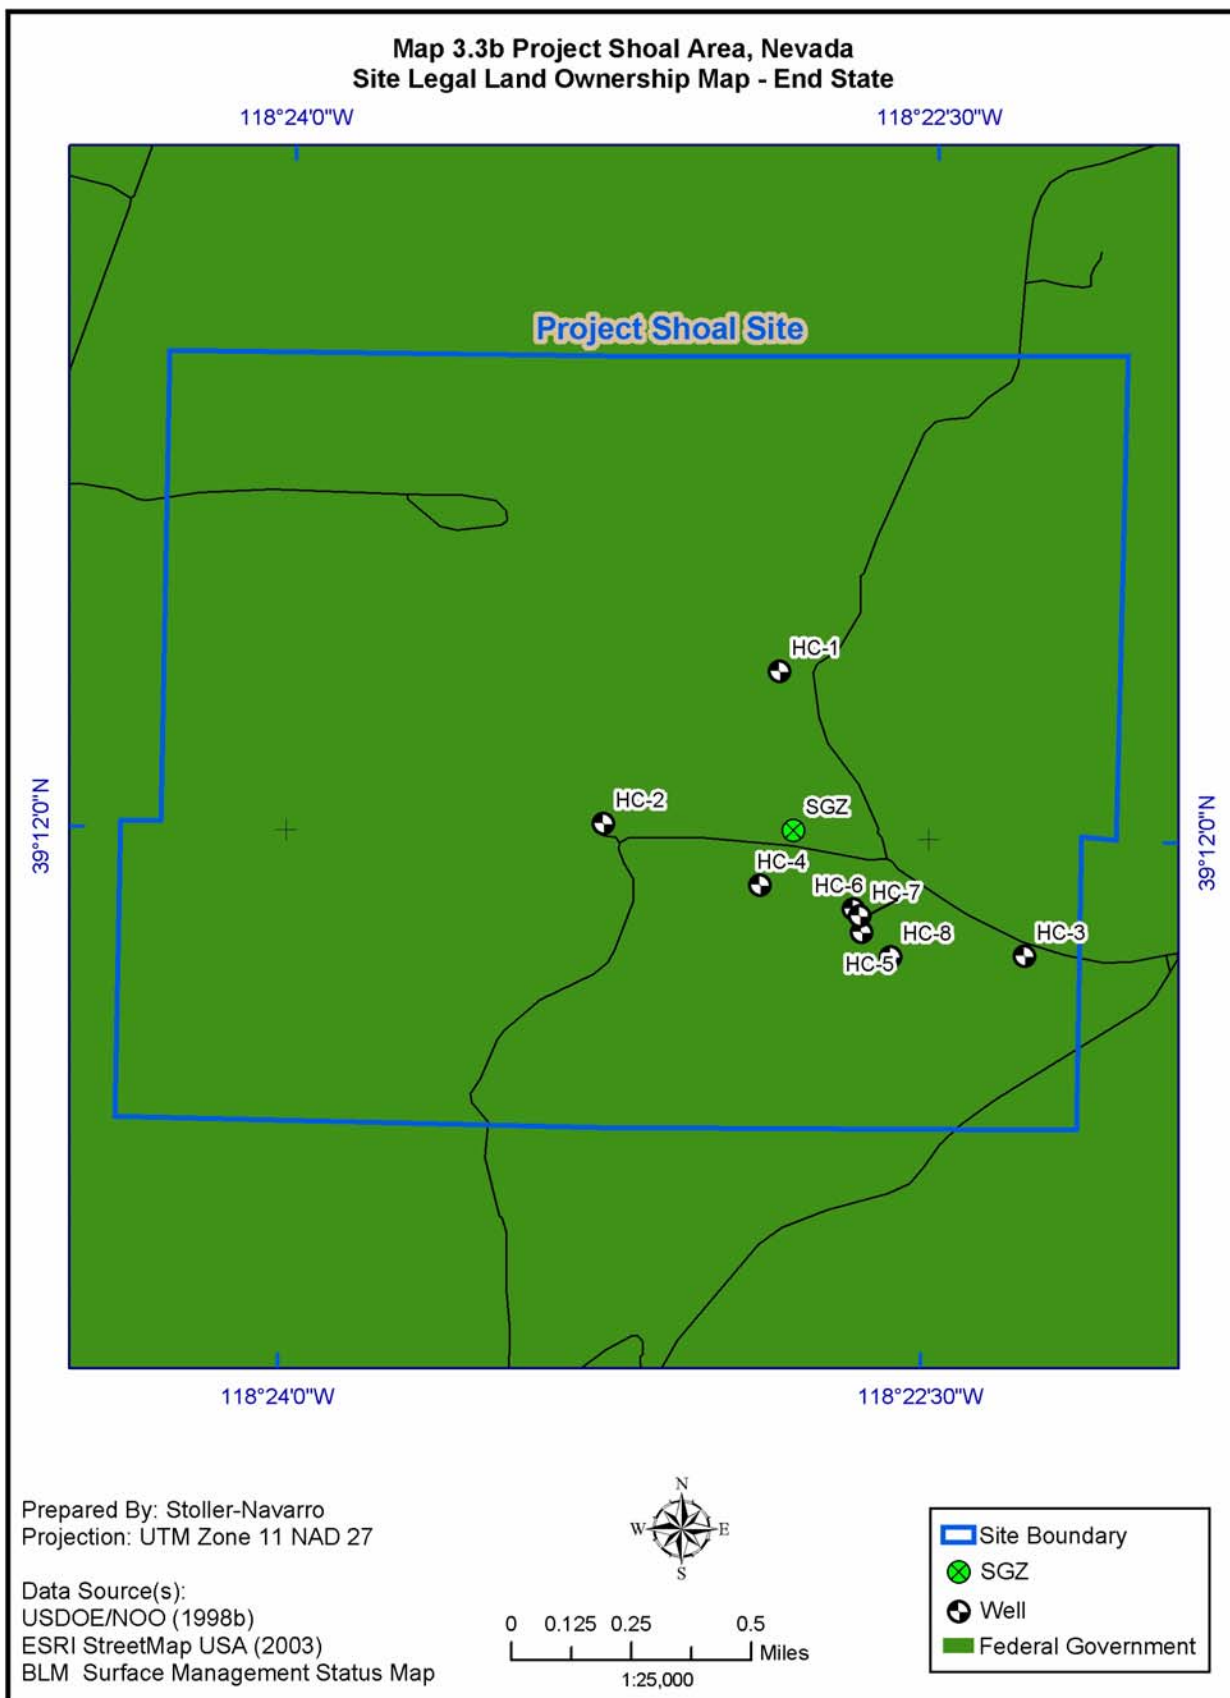 Map 3.3b Project Shoal Area, Nevada
Site Legal Land Ownership Map - End State
118°24'0"W
118°22'30"W
Project Shoal Site
HC-1
39°12'0"N
HC-2
SGZ
39°12'0"N
HC-4
HC-6
HC-7
HC-8
HC-3
HC-5
118°24'0"W
118°22'30"W
Prepared By: Stoller-Navarro
Projection: UTM Zone 11 NAD 27
Data Source(s):
USDOE/NOO (1998b)
ESRI StreetMap USA (2003)
BLM Surface Management Status Map
N
W
E
S
0 0.125 0.25 0.5
Miles
1:25,000
Site Boundary
SGZ
Well
Federal Government